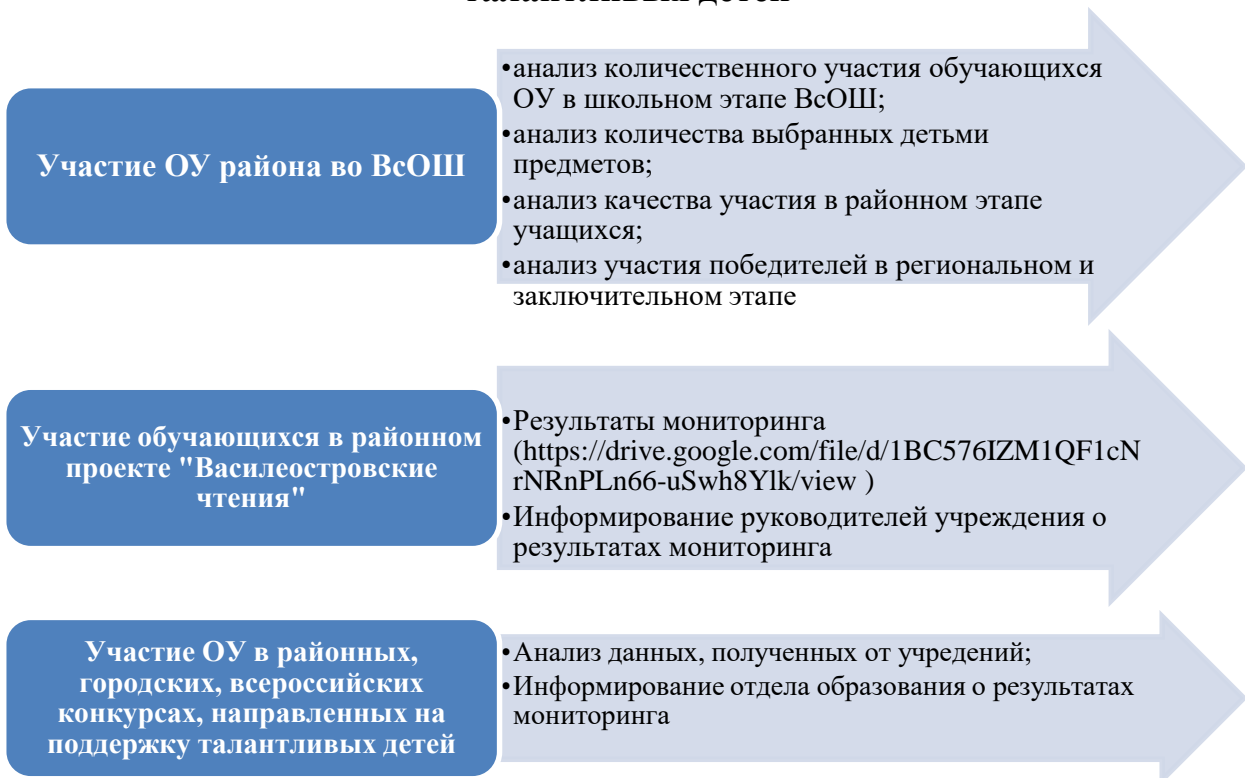 талантливых детей
•анализ количественного участия обучающихся
ОУ в школьном этапе ВсОШ;
•анализ количества выбранных детьми
предметов;
•анализ качества участия в районном этапе
учащихся;
•анализ участия победителей в региональном и
заключительном этапе
Участие ОУ района во ВсОШ
Участие обучающихся в районном
проекте "Василеостровские
чтения"
•Результаты мониторинга
(https://drive.google.com/file/d/1BC576IZM1QF1cN
rNRnPLn66-uSwh8Ylk/view )
•Информирование руководителей учреждения о
результатах мониторинга
Участие ОУ в районных,
городских, всероссийских
конкурсах, направленных на
поддержку талантливых детей
•Анализ данных, полученных от учредений;
•Информирование отдела образования о результатах
мониторинга